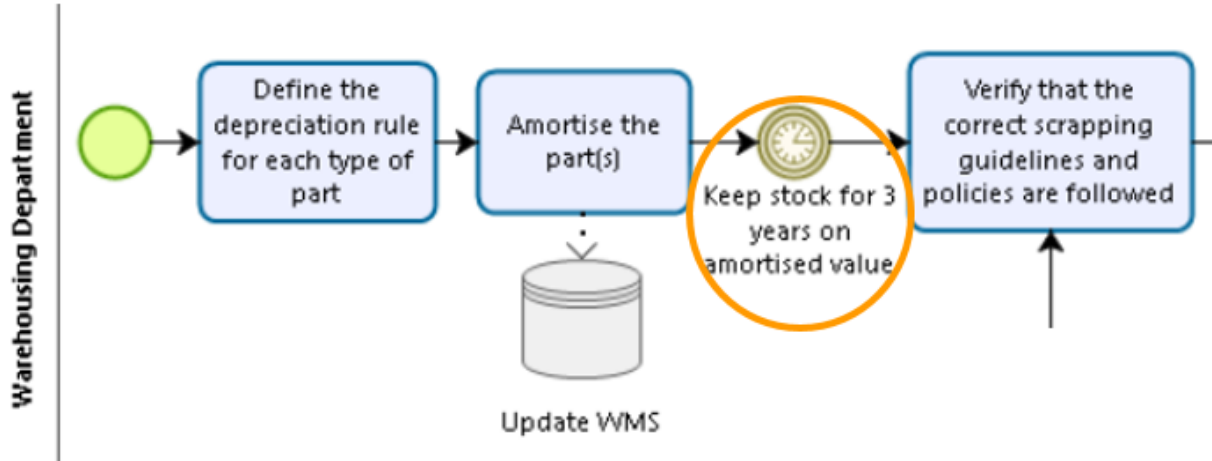 Warehousing Department
Define the
depreciation rule
for each type of
part
Amortise the
part(s)
Update WMS
Keep stock for 3
years on
amortised value
Verify that the
correct scrapping
guidelines and
policies are followed